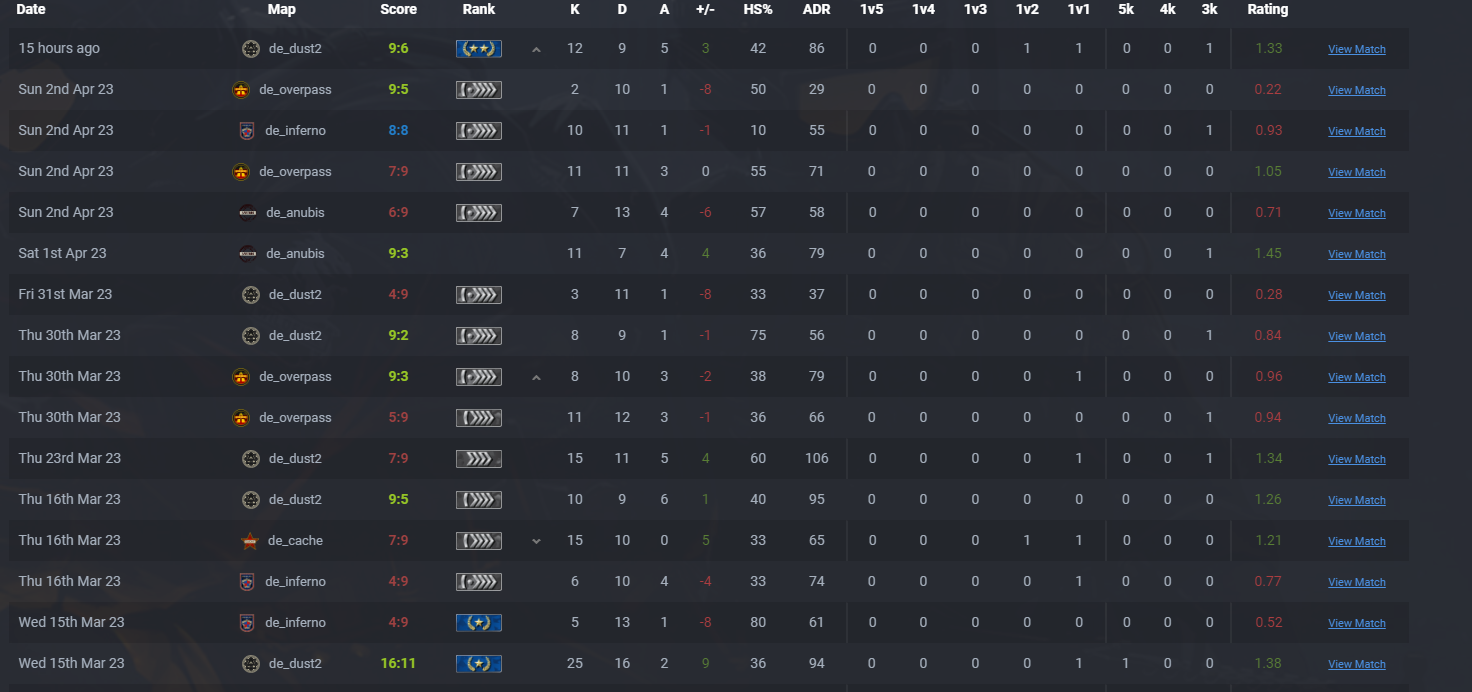 Date Map Score Rank K D A +/- HS% ADR 1v5 1v4 1v3 1v2 1v1 5k 4k 3k Rating
15 hours ago de_dust2 9:6 12 9 5 3 42 86 0 0 0 1 1 0 0 1 1.33 View Match
Sun 2nd Apr 23 de_overpass 9:5 2 10 1 -8 50 29 0 0 0 0 0 0 0 0 0.22 View Match
Sun 2nd Apr 23 de_inferno 8:8 10 11 1 -1 10 55 0 0 0 0 0 0 0 1 0.93 View Match
Sun 2nd Apr 23 de_overpass 7:9 11 11 3 0 55 71 0 0 0 0 0 0 0 0 1.05 View Match
Sun 2nd Apr 23 de_anubis 6:9 7 13 4 -6 57 58 0 0 0 0 0 0 0 0 0.71 View Match
Sat 1st Apr 23 de_anubis 9:3 11 7 4 4 36 79 0 0 0 0 0 0 0 1 1.45 View Match
Fri 31st Mar 23 de_dust2 4:9 3 11 1 -8 33 37 0 0 0 0 0 0 0 0 0.28 View Match
Thu 30th Mar 23 de_dust2 9:2 8 9 1 -1 75 56 0 0 0 0 0 0 0 1 0.84 View Match
Thu 30th Mar 23 de_overpass 9:3 8 10 3 -2 38 79 0 0 0 0 1 0 0 0 0.96 View Match
Thu 30th Mar 23 de_overpass 5:9 11 12 3 -1 36 66 0 0 0 0 0 0 0 1 0.94 View Match
Thu 23rd Mar 23 de_dust2 7:9 15 11 5 4 60 106 0 0 0 0 1 0 0 1 1.34 View Match
Thu 16th Mar 23 de_dust2 9:5 10 9 6 1 40 95 0 0 0 0 0 0 0 0 1.26 View Match
Thu 16th Mar 23 de_cache 7:9 15 10 0 5 33 65 0 0 0 1 1 0 0 0 1.21 View Match
Thu 16th Mar 23 de_inferno 4:9 6 10 4 -4 33 74 0 0 0 0 1 0 0 0 0.77 View Match
Wed 15th Mar 23 de_inferno 4:9 5 13 1 -8 80 61 0 0 0 0 0 0 0 0 0.52 View Match
Wed 15th Mar 23 de_dust2 16:11 25 16 2 9 36 94 0 0 0 0 1 1 0 0 1.38 View Match